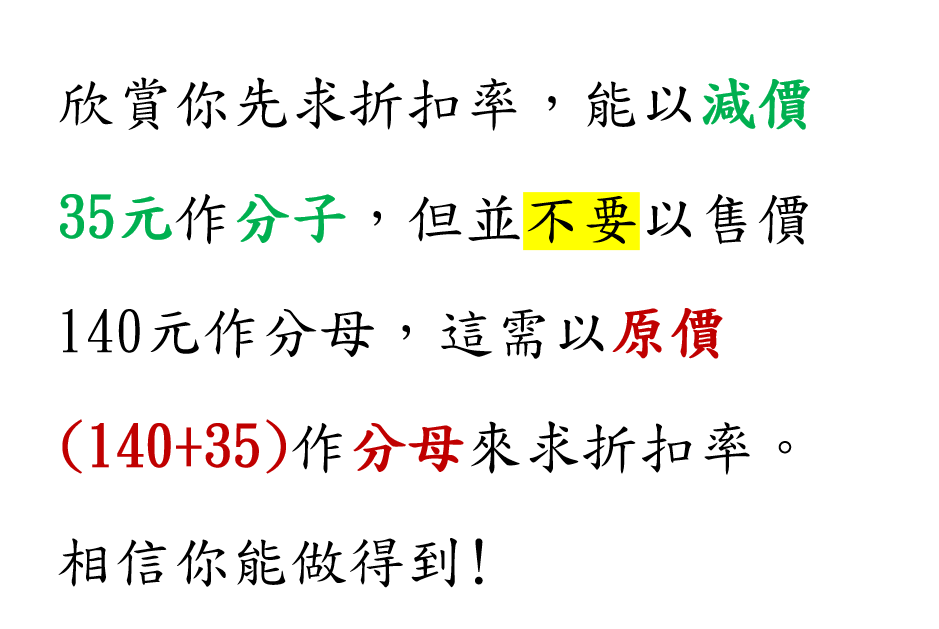 欣賞你先求折扣率，能以減價
35元作分子，但並不要以售價
140元作分母，這需以原價
(140+35)作分母來求折扣率。
相信你能做得到!